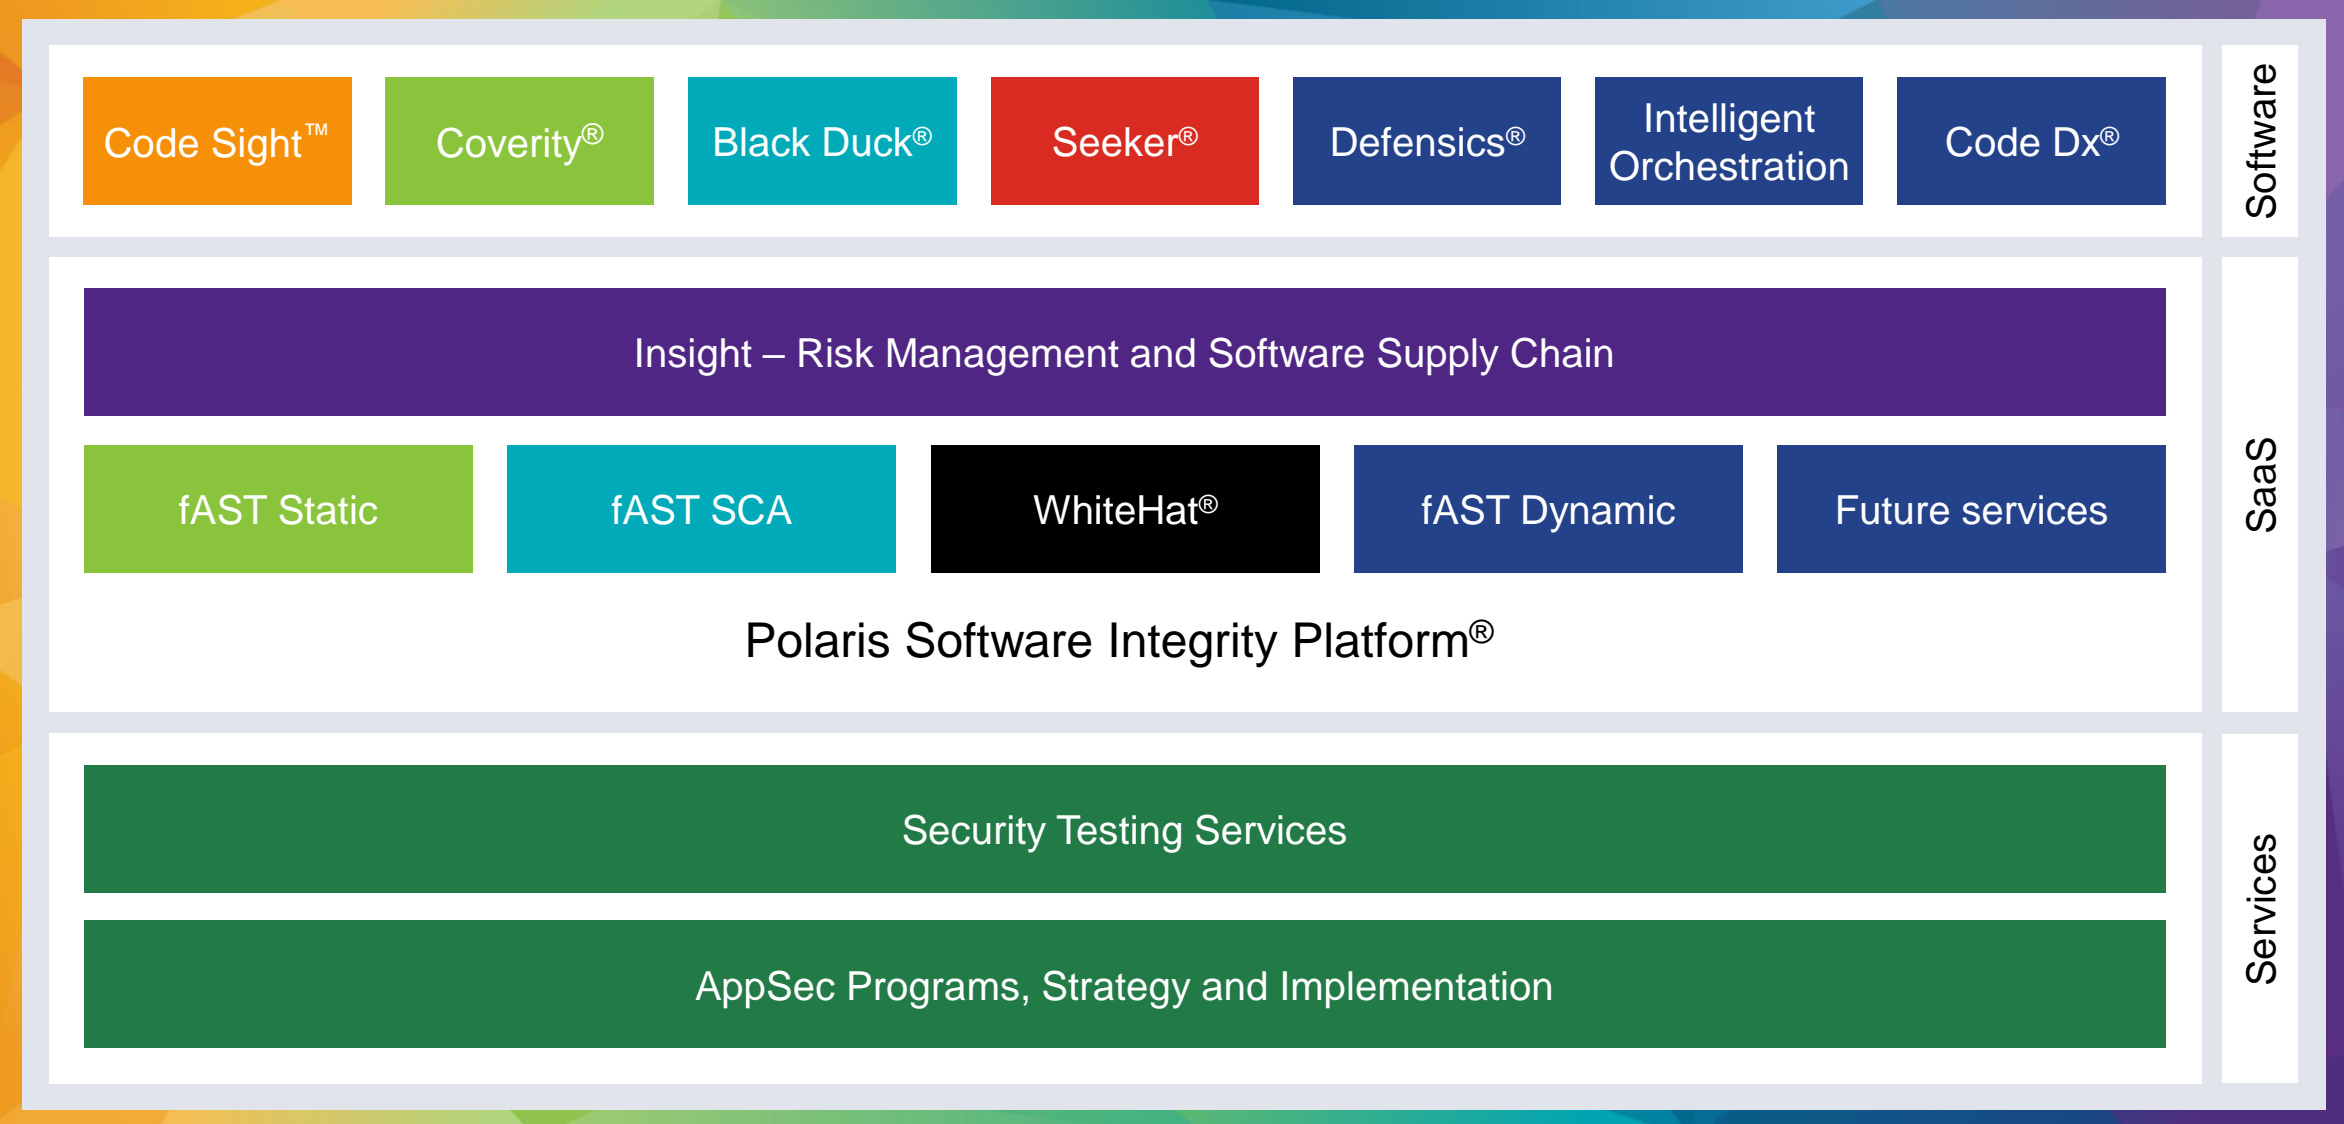 Code Sight™
Coverity®
Black Duck®
Seeker®
Defensics®
Intelligent
Orchestration
Code Dx®
Software
Insight – Risk Management and Software Supply Chain
fAST Static
fAST SCA
WhiteHat®
fAST Dynamic
Future services
Polaris Software Integrity Platform®
SaaS
Security Testing Services
AppSec Programs, Strategy and Implementation
Services